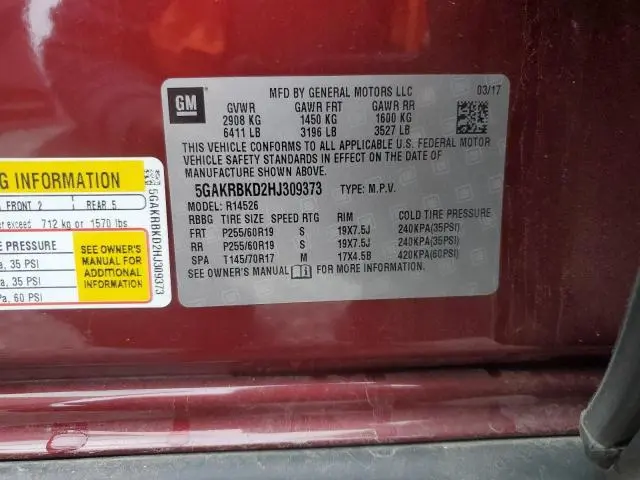 GM
MFD BY GENERAL MOTORS LLC 03/17
GVWR GAWR FRT GAWR RR
2908 KG 1450 KG 1600 KG
6411 LB 3196 LB 3527 LB
THIS VEHICLE CONFORMS TO ALL APPLICABLE U.S. FEDERAL MOTOR
VEHICLE SAFETY STANDARDS IN EFFECT ON THE DATE OF
MANUFACTURE SHOWN ABOVE.
5GAKRBKD2HJ309373 TYPE: M.P.V.
MODEL: R14526
RBBG TIRE SIZE SPEED RTG RIM
FRT P255/60R19 S 19X7.5J 240KPA(35PSI)
RR P255/60R19 S 19X7.5J 240KPA(35PSI)
SPA T145/70R17 M 17X4.5B 420KPA(60PSI)
SEE OWNER'S MANUAL FOR MORE INFORMATION.
G INFORMATION
FRONT 2 REAR 5
exceed 712 kg or 1570 lbs
E PRESSURE
a, 35 PSI
a, 35 PSI
a, 60 PSI
SEE OWNER'S
MANUAL FOR
ADDITIONAL
INFORMATION
5GAKRBKD2HJ309373